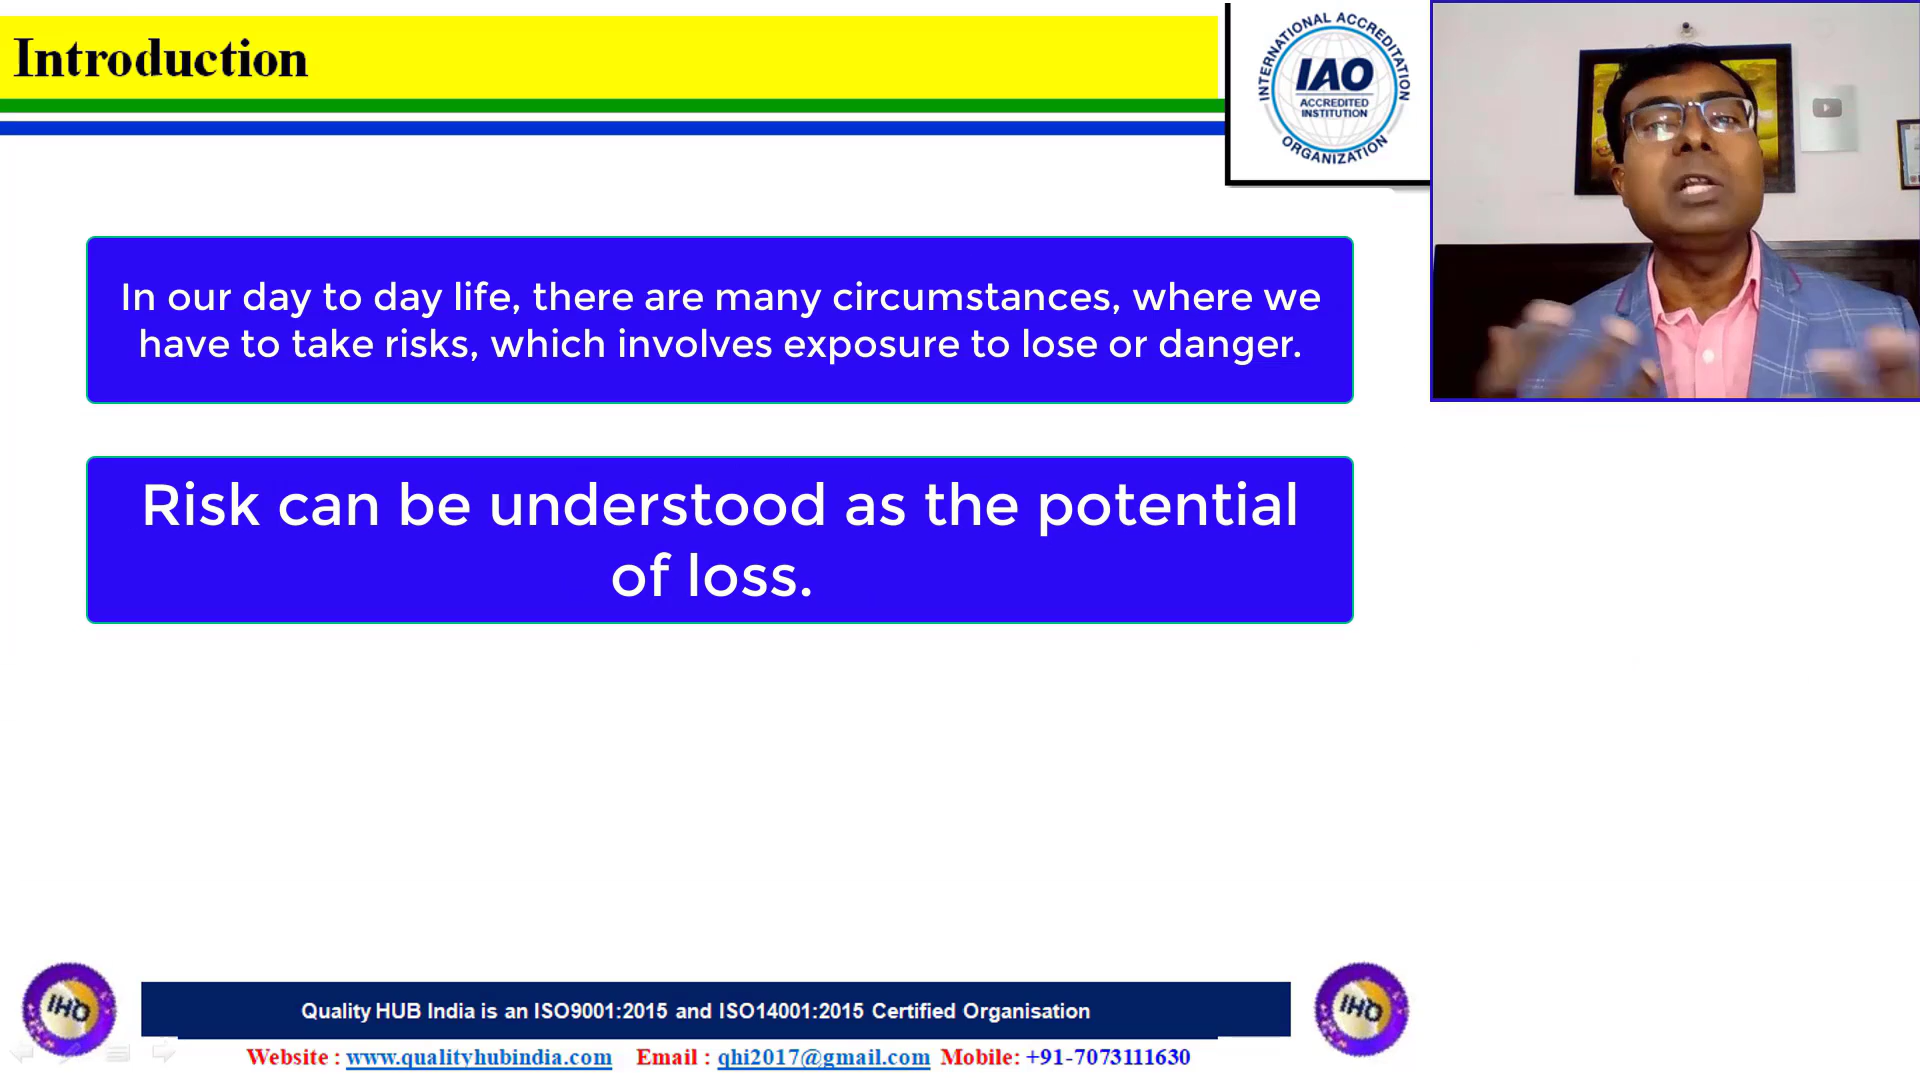 Introduction
INTERNATIONAL ACCREDITATION
IAO
ACCREDITED
INSTITUTION
ORGANIZATION
In our day to day life, there are many circumstances, where we
have to take risks, which involves exposure to lose or danger.
Risk can be understood as the potential
of loss.
Quality HUB India is an ISO9001:2015 and ISO14001:2015 Certified Organisation
Website : www.qualityhubindia.com Email : qhi2017@gmail.com Mobile: +91-7073111630